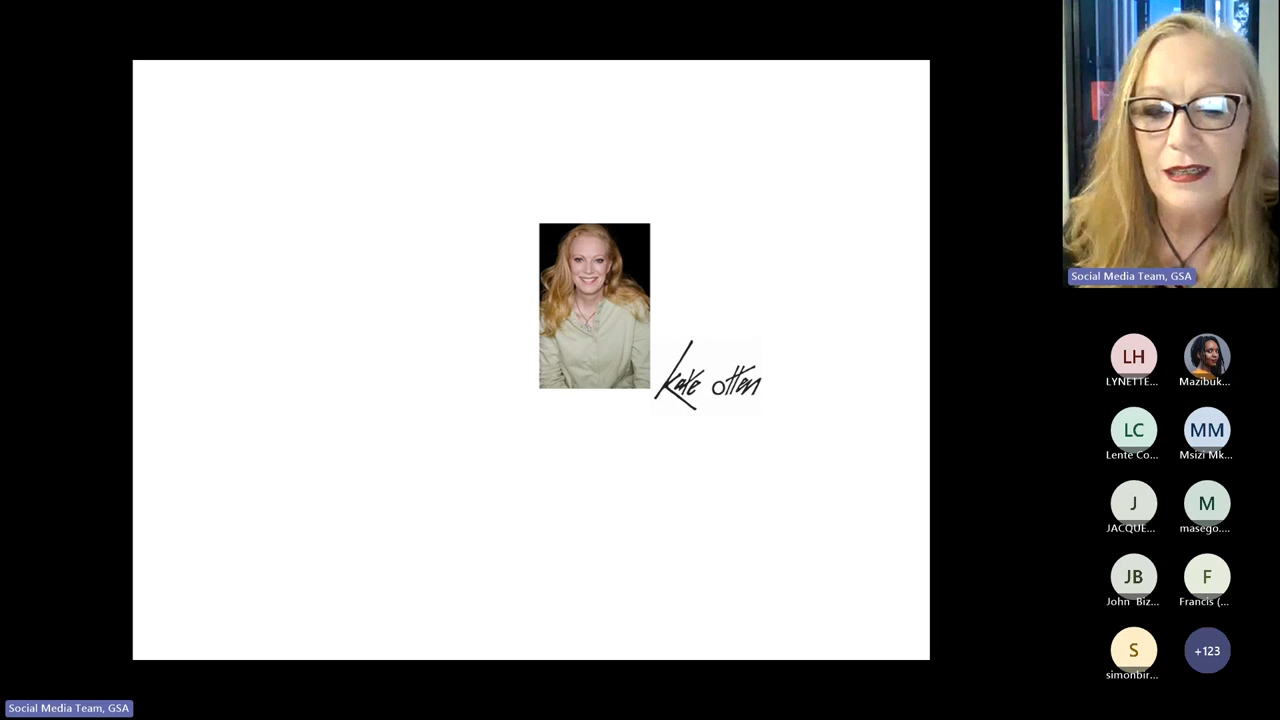 kate otten
Social Media Team, GSA
LH
LYNETTE...
Mazibuk...
LC
Lente Co...
MM
Msizi Mk...
J
JACQUE...
M
masego....
JB
John Biz...
F
Francis (...
S
simonbir...
+123
Social Media Team, GSA